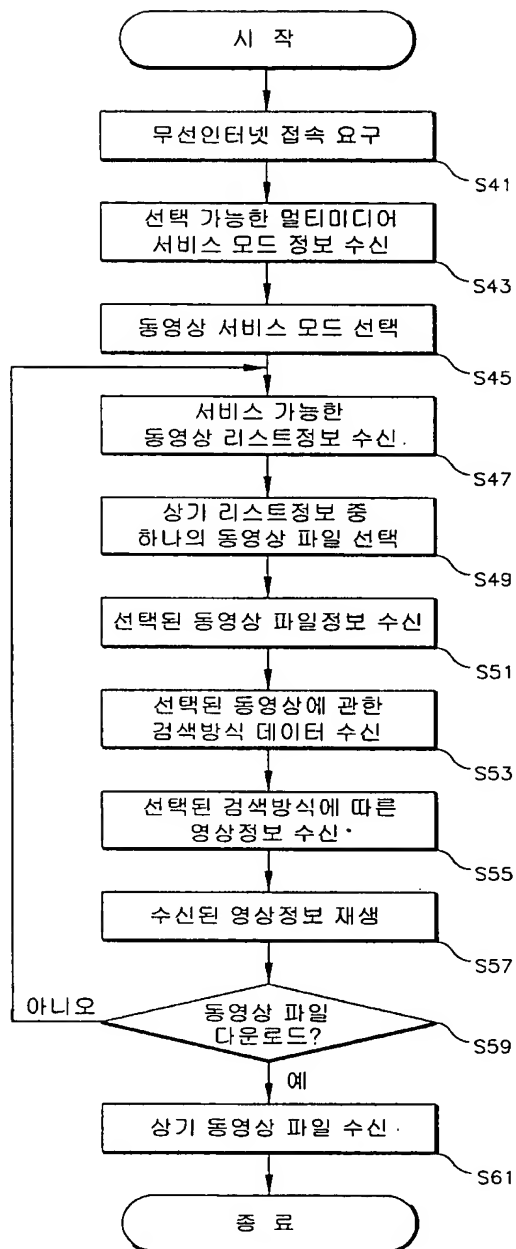 시 작
무선인터넷 접속 요구
S41
선택 가능한 멀티미디어
서비스 모드 정보 수신
S43
동영상 서비스 모드 선택
S45
서비스 가능한
동영상 리스트정보 수신
S47
상기 리스트정보 중
하나의 동영상 파일 선택
S49
선택된 동영상 파일정보 수신
S51
선택된 동영상에 관한
검색방식 데이터 수신
S53
선택된 검색방식에 따른
영상정보 수신
S55
수신된 영상정보 재생
S57
아니오
동영상 파일
다운로드?
S59
예
상기 동영상 파일 수신
S61
종 료